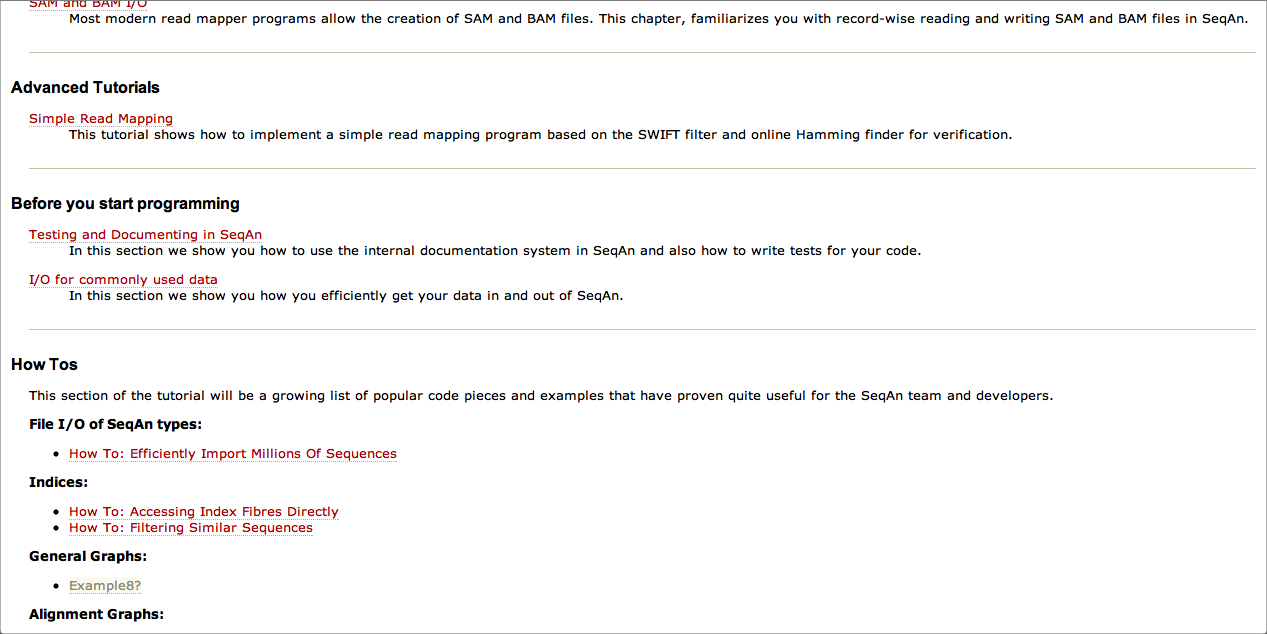 SAM and BAM I/O
Most modern read mapper programs allow the creation of SAM and BAM files. This chapter, familiarizes you with record-wise reading and writing SAM and BAM files in SeqAn.
Advanced Tutorials
Simple Read Mapping
This tutorial shows how to implement a simple read mapping program based on the SWIFT filter and online Hamming finder for verification.
Before you start programming
Testing and Documenting in SeqAn
In this section we show you how to use the internal documentation system in SeqAn and also how to write tests for your code.
I/O for commonly used data
In this section we show you how you efficiently get your data in and out of SeqAn.
How Tos
This section of the tutorial will be a growing list of popular code pieces and examples that have proven quite useful for the SeqAn team and developers.
File I/O of SeqAn types:
• How To: Efficiently Import Millions Of Sequences
Indices:
• How To: Accessing Index Fibres Directly
• How To: Filtering Similar Sequences
General Graphs:
• Example8?
Alignment Graphs: